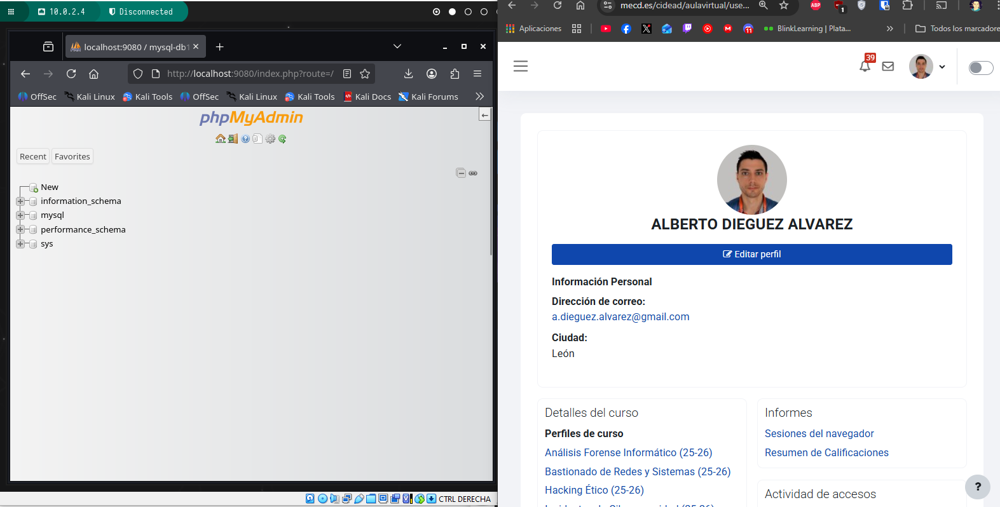 10.0.2.4
Disconnected
localhost:9080 / mysql-db1
http://localhost:9080/index.php?route=/
OffSec
Kali Linux
Kali Tools
OffSec
Kali Linux
Kali Tools
Kali Docs
Kali Forums
phpMyAdmin
Recent
Favorites
New
information_schema
mysql
performance_schema
sys
CTRL DERECHA
mecd.es/cidead/aulavirtual/use...
ABP
1
Aplicaciones
11
BlinkLearning | Plata...
Todos los marcadore
39
ALBERTO DIEGUEZ ALVAREZ
Editar perfil
Información Personal
Dirección de correo:
a.dieguez.alvarez@gmail.com
Ciudad:
León
Detalles del curso
Perfiles de curso
Análisis Forense Informático (25-26)
Bastionado de Redes y Sistemas (25-26)
Hacking Ético (25-26)
Informes
Sesiones del navegador
Resumen de Calificaciones
Actividad de accesos
?